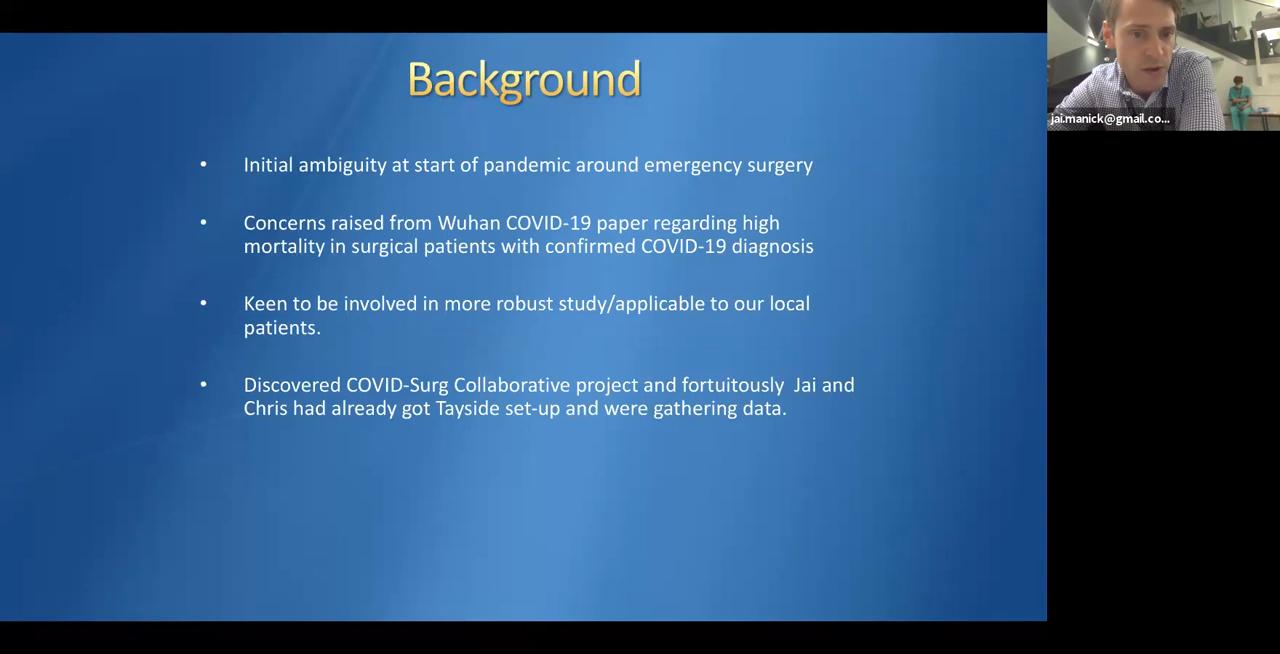 Background
• Initial ambiguity at start of pandemic around emergency surgery
• Concerns raised from Wuhan COVID-19 paper regarding high
mortality in surgical patients with confirmed COVID-19 diagnosis
• Keen to be involved in more robust study/applicable to our local
patients.
• Discovered COVID-Surg Collaborative project and fortuitously  Jai and
Chris had already got Tayside set-up and were gathering data.
jai.manick@gmail.co...